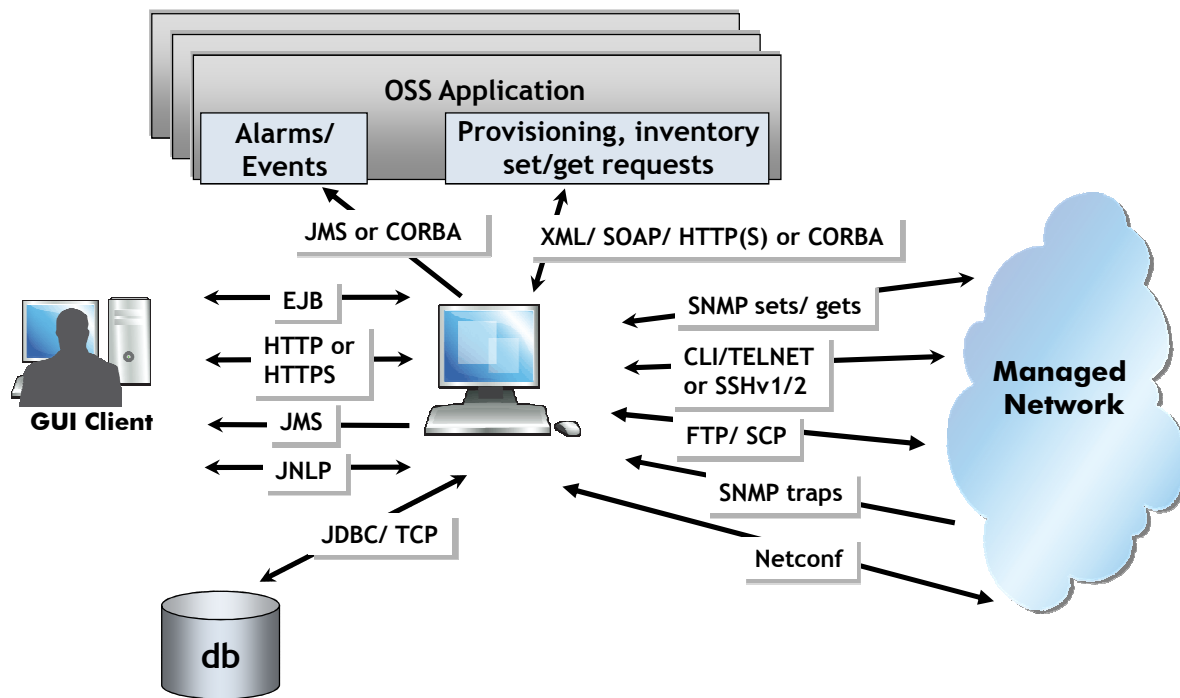 OSS Application
Alarms/
Events
Provisioning, inventory
set/get requests
JMS or CORBA
XML/ SOAP/ HTTP(S) or CORBA
EJB
HTTP or
HTTPS
JMS
JNLP
GUI Client
SNMP sets/ gets
CLI/TELNET
or SSHv1/2
FTP/ SCP
SNMP traps
Netconf
Managed
Network
JDBC/ TCP
db